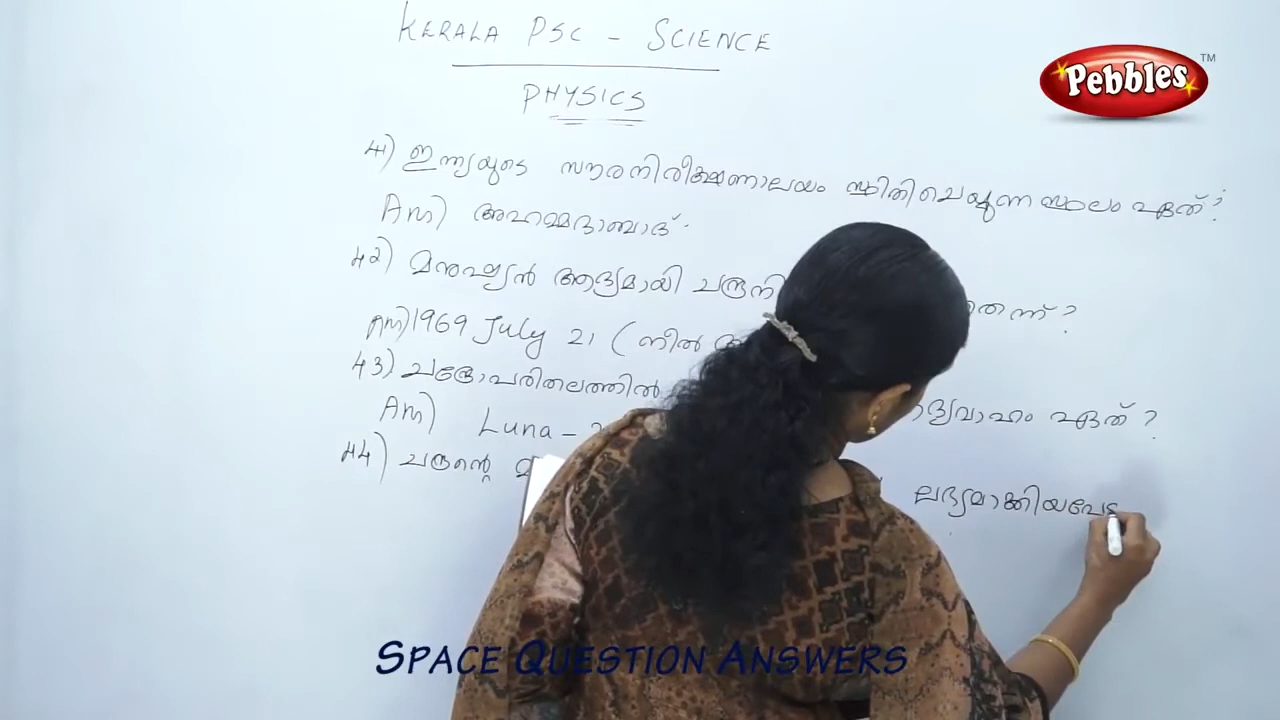 KERALA PSC - SCIENCE
PHYSICS
Pebbles TM
41) ഇന്ത്യയുടെ സൗരനിരീക്ഷണാലയം സ്ഥിതിചെയ്യുന്ന സ്ഥലം ഏത്?
Ans) അഹമ്മദാബാദ്.
42) മനുഷ്യൻ ആദ്യമായി ചന്ദ്രനി ?
Ans) 1969 July 21 (നീൽ
43) ചന്ദ്രോപരിതലത്തിൽ ഏത്?
Ans) Luna -
44) ചന്ദ്രന്റെ ലഭ്യമാക്കിയപേട
SPACE QUESTION ANSWERS